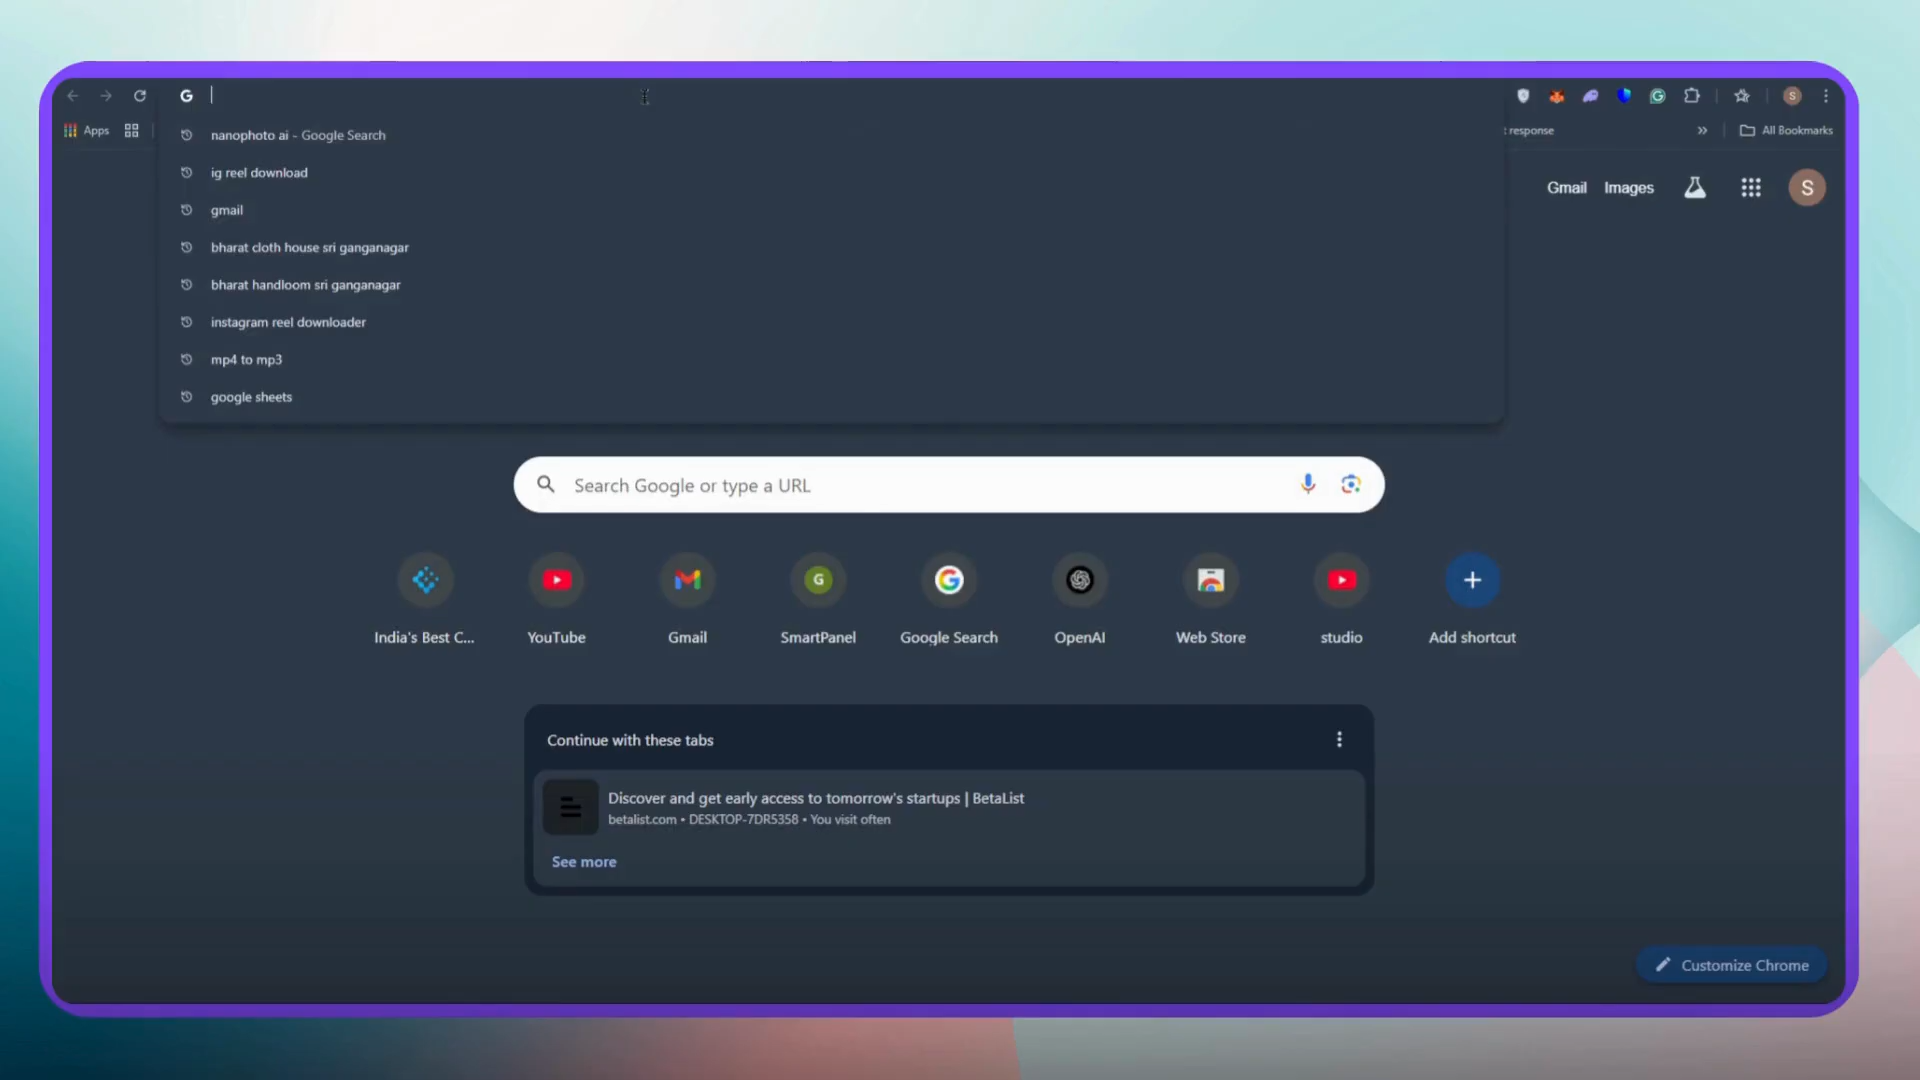 nanophoto ai - Google Search
Apps
ig reel download
gmail
bharat cloth house sri ganganagar
bharat handloom sri ganganagar
instagram reel downloader
mp4 to mp3
google sheets
response
All Bookmarks
Gmail
Images
S
Search Google or type a URL
India's Best C...
YouTube
Gmail
SmartPanel
Google Search
OpenAI
Web Store
studio
Add shortcut
Continue with these tabs
Discover and get early access to tomorrow's startups | BetaList
betalist.com • DESKTOP-7DR5358 • You visit often
See more
Customize Chrome